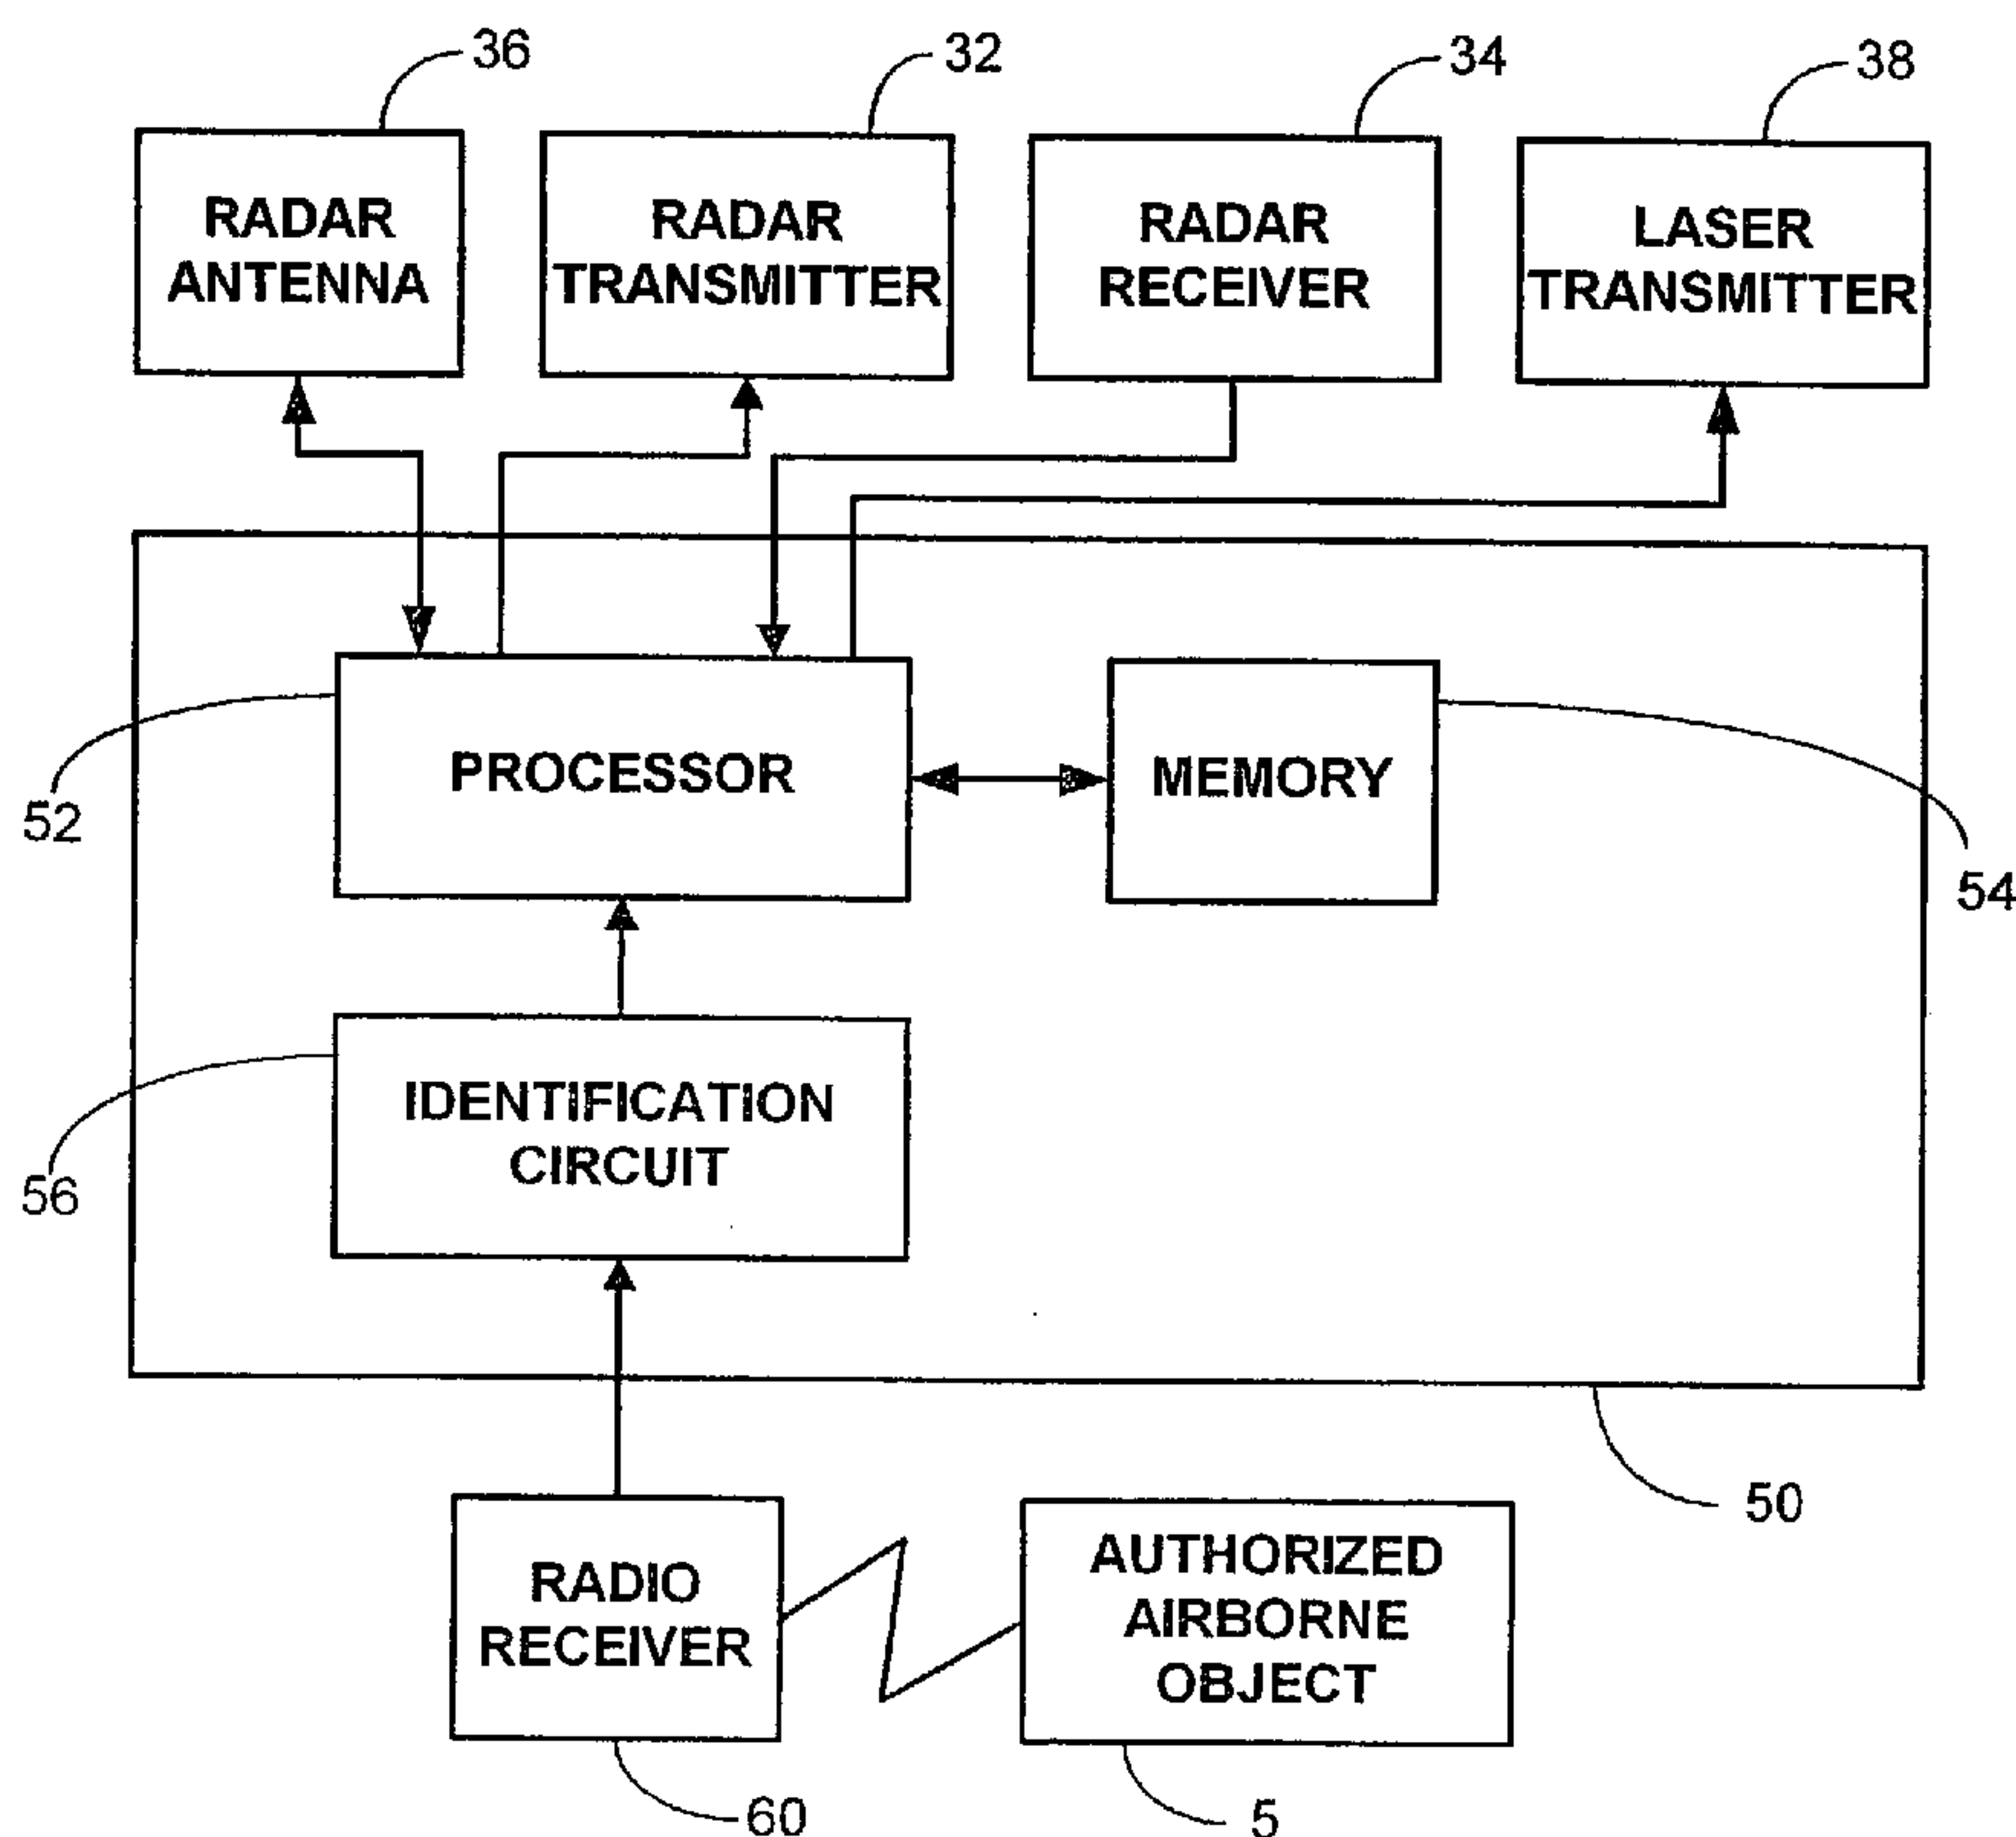 36
32
34
38
RADAR
ANTENNA
RADAR
TRANSMITTER
RADAR
RECEIVER
LASER
TRANSMITTER
PROCESSOR
MEMORY
52
54
IDENTIFICATION
CIRCUIT
56
50
RADIO
RECEIVER
AUTHORIZED
AIRBORNE
OBJECT
60
5